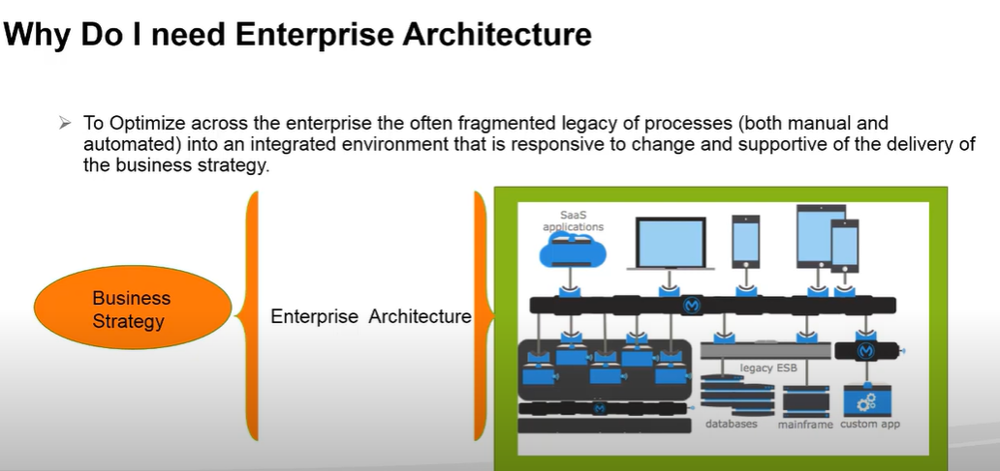 Why Do I need Enterprise Architecture
To Optimize across the enterprise the often fragmented legacy of processes (both manual and
automated) into an integrated environment that is responsive to change and supportive of the delivery of
the business strategy.
Business
Strategy
Enterprise Architecture
SaaS
applications
legacy ESB
databases
mainframe
custom app